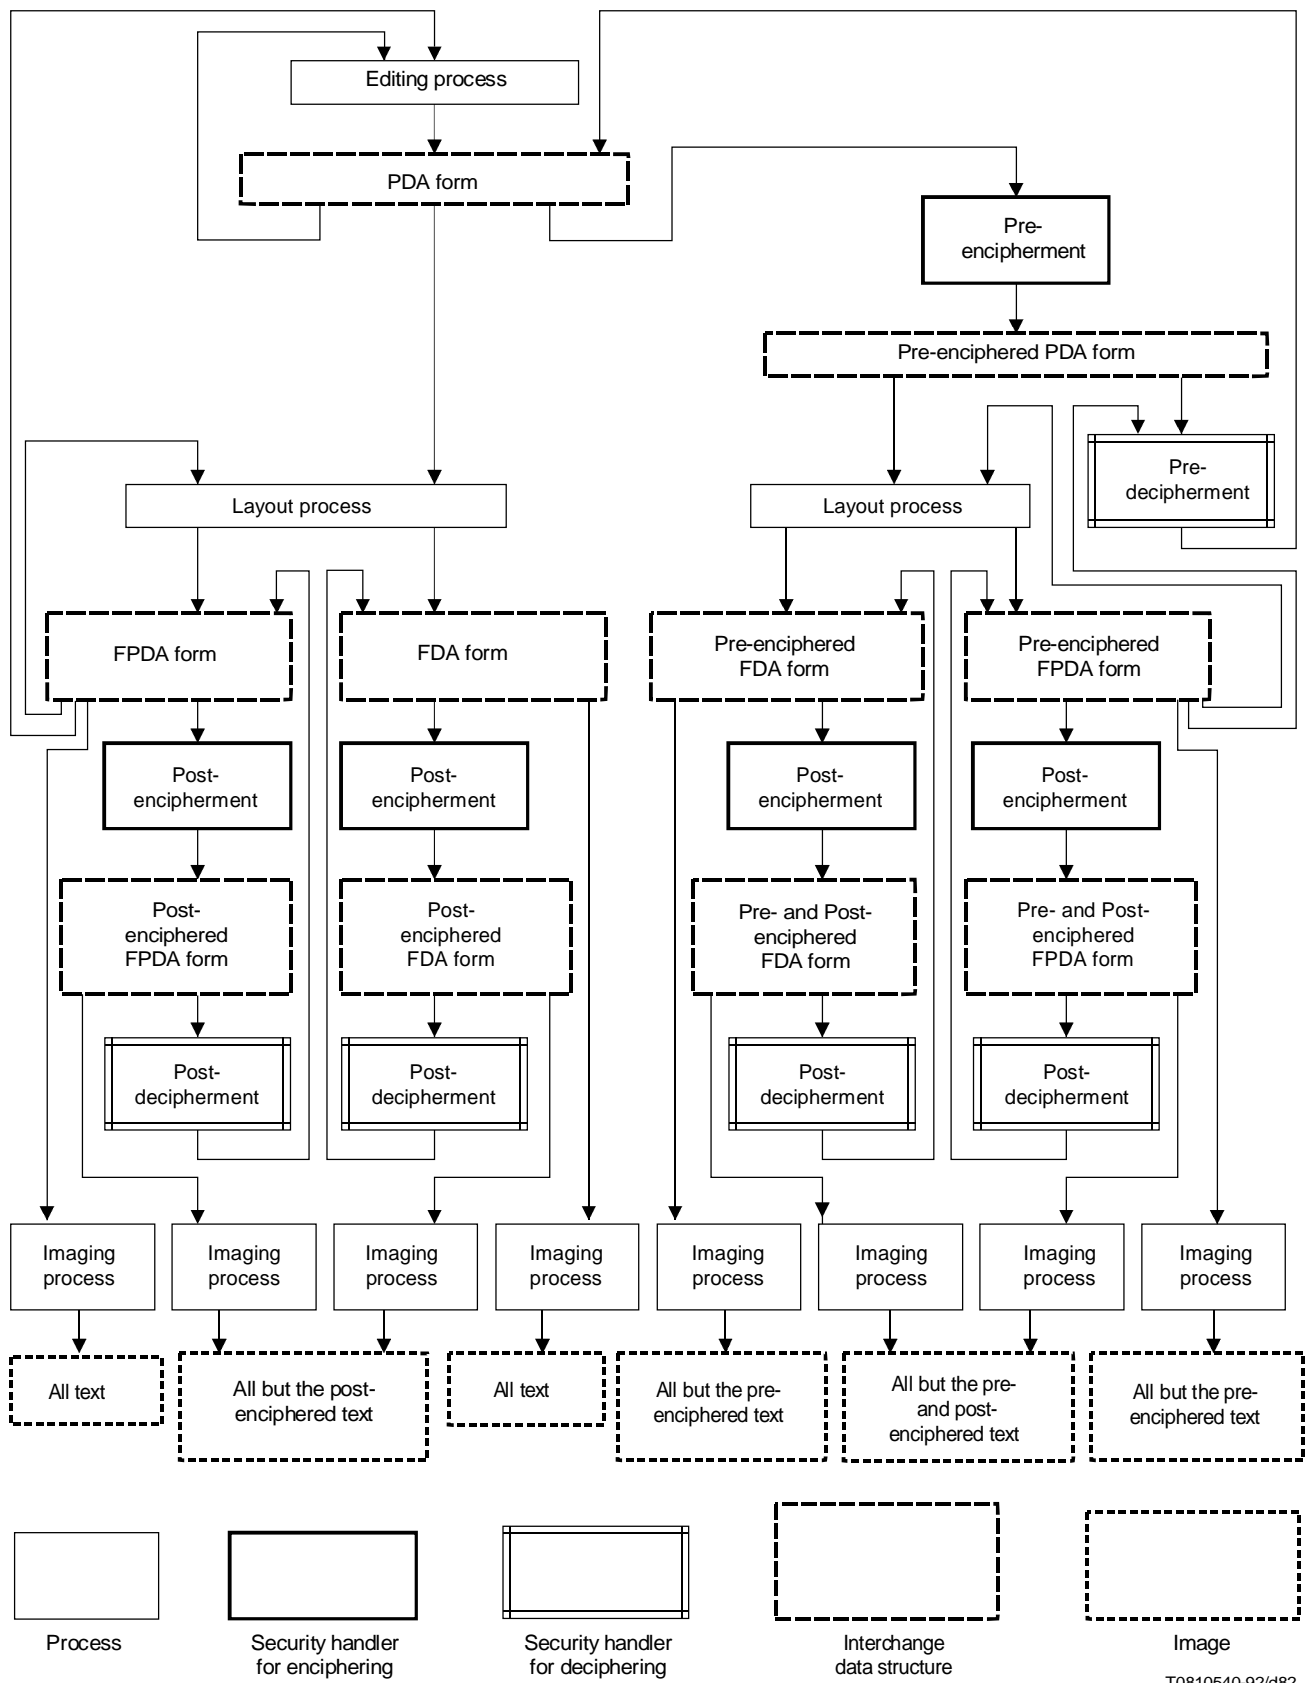 Editing process
PDA form
Pre-
encipherment
Pre-enciphered PDA form
Pre-
decipherment
Layout process
Layout process
FPDA form
FDA form
Pre-enciphered
FDA form
Pre-enciphered
FPDA form
Post-
encipherment
Post-
encipherment
Post-
encipherment
Post-
encipherment
Post-
enciphered
FPDA form
Post-
enciphered
FDA form
Pre- and Post-
enciphered
FDA form
Pre- and Post-
enciphered
FPDA form
Post-
decipherment
Post-
decipherment
Post-
decipherment
Post-
decipherment
Imaging
process
Imaging
process
Imaging
process
Imaging
process
Imaging
process
Imaging
process
Imaging
process
Imaging
process
All text
All but the post-
enciphered text
All text
All but the pre-
enciphered text
All but the pre-
and post-
enciphered text
All but the pre-
enciphered text
Process
Security handler
for enciphering
Security handler
for deciphering
Interchange
data structure
Image
T0810540-92/d82